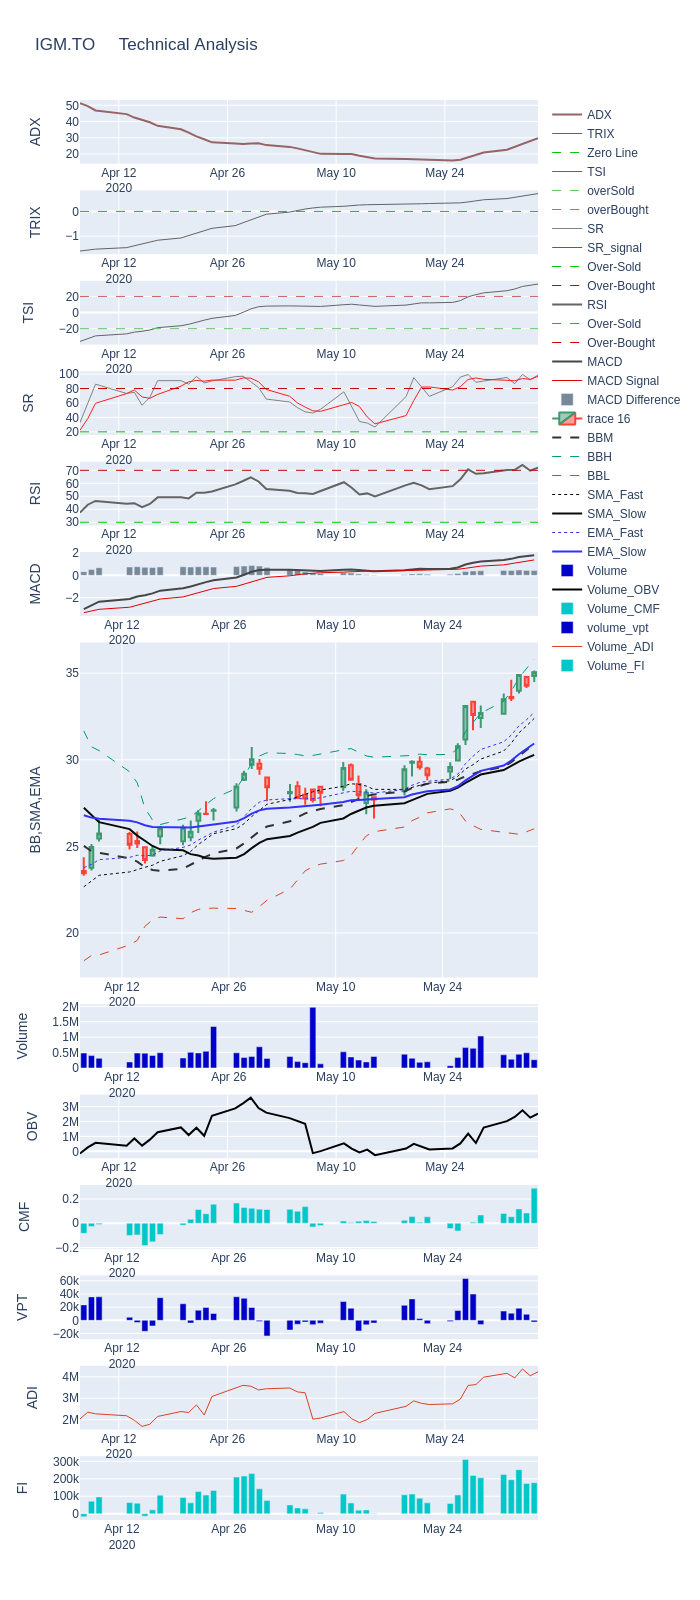 IGM.TO     Technical Analysis
ADX
50
40
30
20
Apr 12
2020
Apr 26
May 10
May 24
TRIX
0
−1
Apr 12
2020
Apr 26
May 10
May 24
TSI
20
0
−20
Apr 12
2020
Apr 26
May 10
May 24
SR
100
80
60
40
20
Apr 12
2020
Apr 26
May 10
May 24
RSI
70
60
50
40
30
Apr 12
2020
Apr 26
May 10
May 24
MACD
2
0
−2
Apr 12
2020
Apr 26
May 10
May 24
BB,SMA,EMA
35
30
25
20
Apr 12
2020
Apr 26
May 10
May 24
Volume
2M
1.5M
1M
0.5M
0
Apr 12
2020
Apr 26
May 10
May 24
OBV
3M
2M
1M
0
Apr 12
2020
Apr 26
May 10
May 24
CMF
0.2
0
−0.2
Apr 12
2020
Apr 26
May 10
May 24
VPT
60k
40k
20k
0
−20k
Apr 12
2020
Apr 26
May 10
May 24
ADI
4M
3M
2M
Apr 12
2020
Apr 26
May 10
May 24
FI
300k
200k
100k
0
Apr 12
2020
Apr 26
May 10
May 24
ADX
TRIX
Zero Line
TSI
overSold
overBought
SR
SR_signal
Over-Sold
Over-Bought
RSI
Over-Sold
Over-Bought
MACD
MACD Signal
MACD Difference
trace 16
BBM
BBH
BBL
SMA_Fast
SMA_Slow
EMA_Fast
EMA_Slow
Volume
Volume_OBV
Volume_CMF
volume_vpt
Volume_ADI
Volume_FI